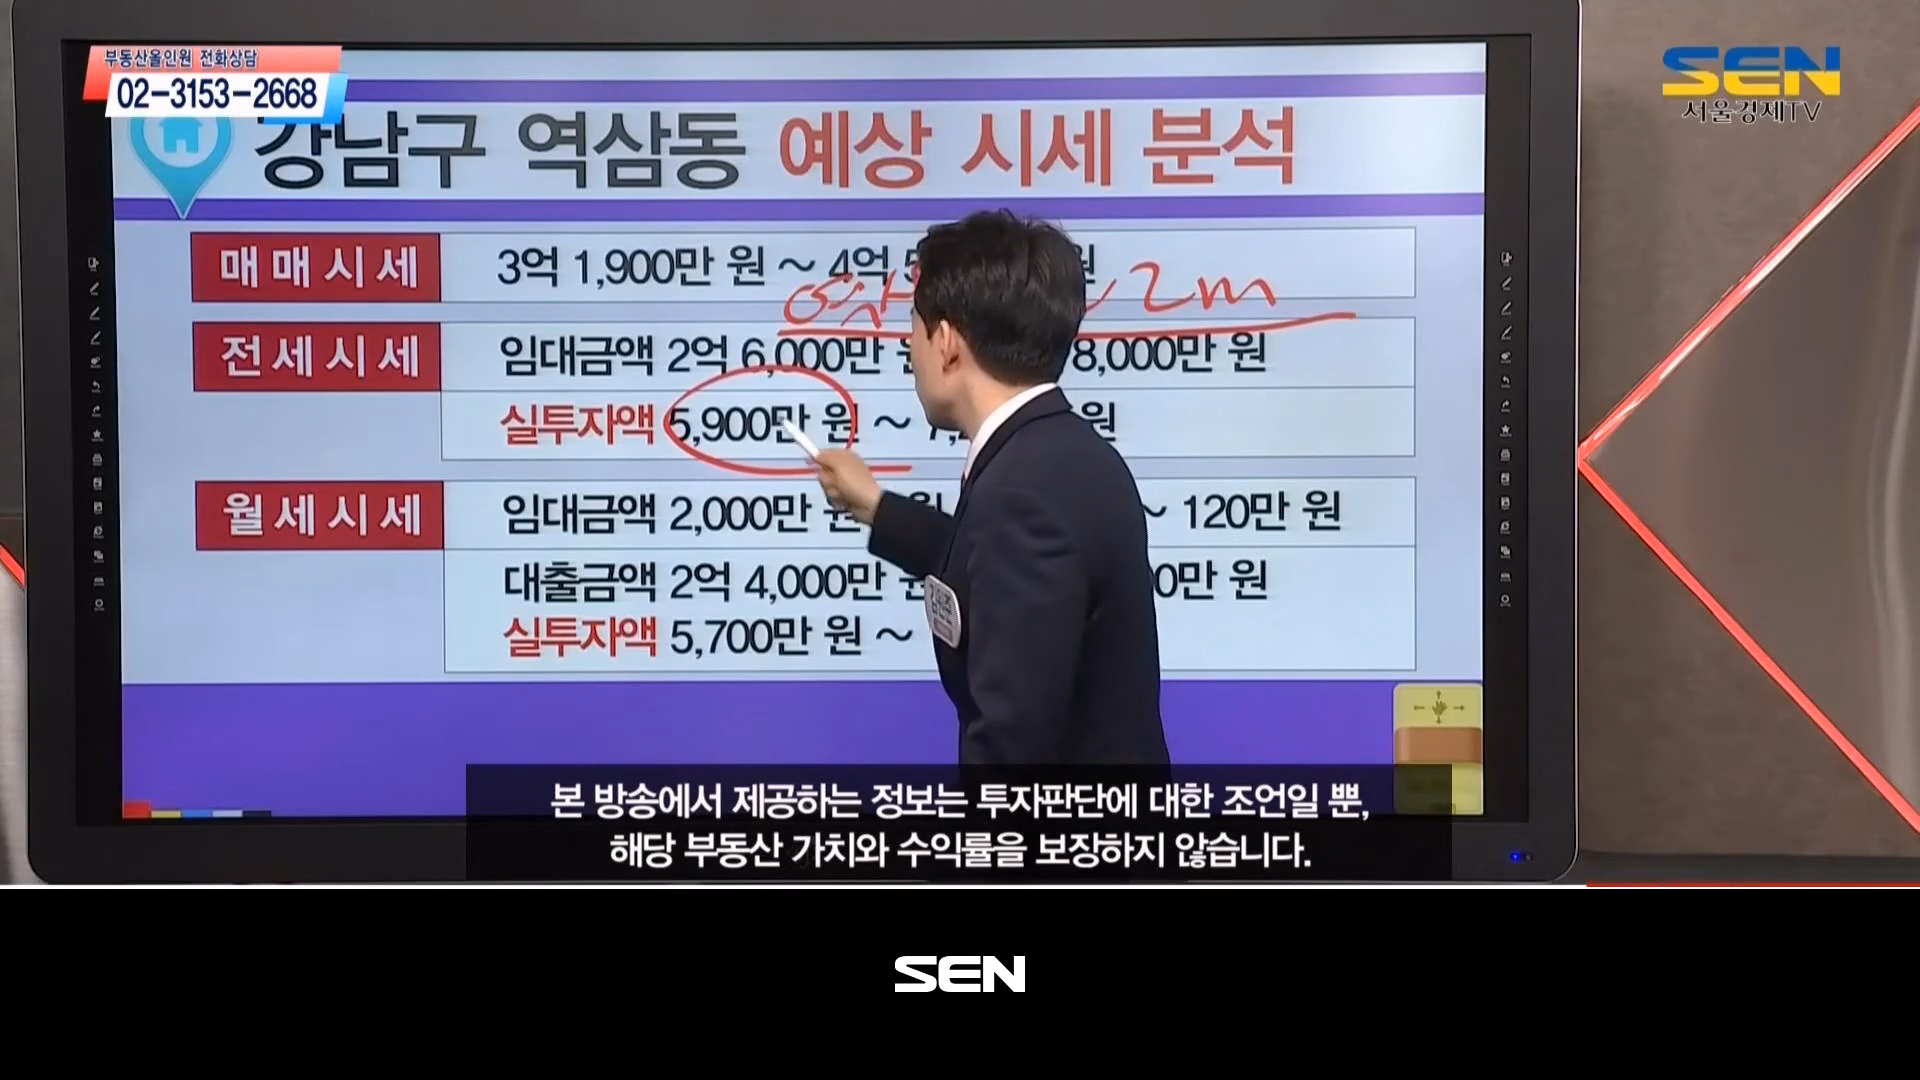 부동산올인원 전화상담
02-3153-2668
SEN
서울경제TV
강남구 역삼동 예상 시세 분석
매매시세
3억 1,900만 원 ~ 4억 원
2m
전세시세
임대금액 2억 6,000만 8,000만 원
실투자액 5,900만 원 ~ 원
월세시세
임대금액 2,000만 원 ~ 120만 원
대출금액 2억 4,000만 원 만 원
실투자액 5,700만 원 ~
본 방송에서 제공하는 정보는 투자판단에 대한 조언일 뿐,
해당 부동산 가치와 수익률을 보장하지 않습니다.
SEN